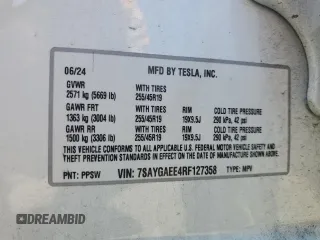 06/24 MFD BY TESLA, INC.
GVWR WITH TIRES
2571 kg (5669 lb) 255/45R19
GAWR FRT WITH TIRES RIM COLD TIRE PRESSURE
1363 kg (3004 lb) 255/45R19 19X9.5J 290 kPa, 42 psi
GAWR RR WITH TIRES RIM COLD TIRE PRESSURE
1500 kg (3306 lb) 255/45R19 19X9.5J 290 kPa, 42 psi
THIS VEHICLE CONFORMS TO ALL APPLICABLE U.S. FEDERAL MOTOR VEHICLE
SAFETY AND THEFT PREVENTION STANDARDS IN EFFECT ON
THE DATE OF MANUFACTURE SHOWN ABOVE.
PNT: PPSW VIN: 7SAYGAEE4RF127358 TYPE: MPV
DREAMBID